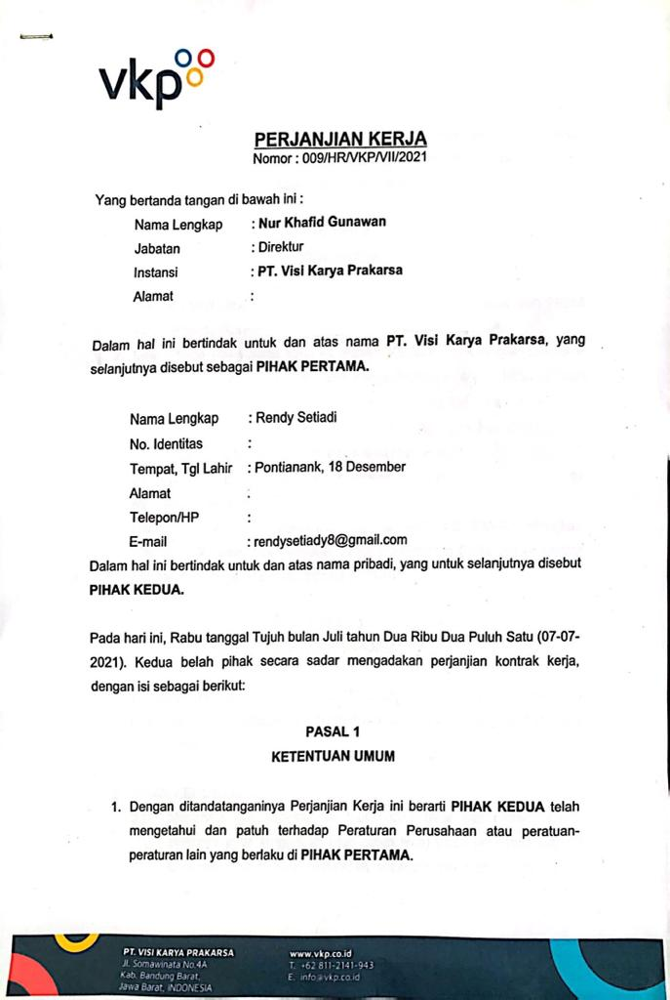 vkp
PERJANJIAN KERJA
Nomor : 009/HR/VKP/VII/2021
Yang bertanda tangan di bawah ini :
Nama Lengkap : Nur Khafid Gunawan
Jabatan : Direktur
Instansi : PT. Visi Karya Prakarsa
Alamat :
Dalam hal ini bertindak untuk dan atas nama PT. Visi Karya Prakarsa, yang
selanjutnya disebut sebagai PIHAK PERTAMA.
Nama Lengkap : Rendy Setiadi
No. Identitas :
Tempat, Tgl Lahir : Pontianank, 18 Desember
Alamat :
Telepon/HP :
E-mail : rendysetiady8@gmail.com
Dalam hal ini bertindak untuk dan atas nama pribadi, yang untuk selanjutnya disebut
PIHAK KEDUA.
Pada hari ini, Rabu tanggal Tujuh bulan Juli tahun Dua Ribu Dua Puluh Satu (07-07-
2021). Kedua belah pihak secara sadar mengadakan perjanjian kontrak kerja,
dengan isi sebagai berikut:
PASAL 1
KETENTUAN UMUM
1. Dengan ditandatanganinya Perjanjian Kerja ini berarti PIHAK KEDUA telah
mengetahui dan patuh terhadap Peraturan Perusahaan atau peratuan-
peraturan lain yang berlaku di PIHAK PERTAMA.
PT. VISI KARYA PRAKARSA
Jl. Somawinata No.4A
Kab. Bandung Barat,
Jawa Barat, INDONESIA
www.vkp.co.id
T. +62 811-2141-943
E. info@vkp.co.id